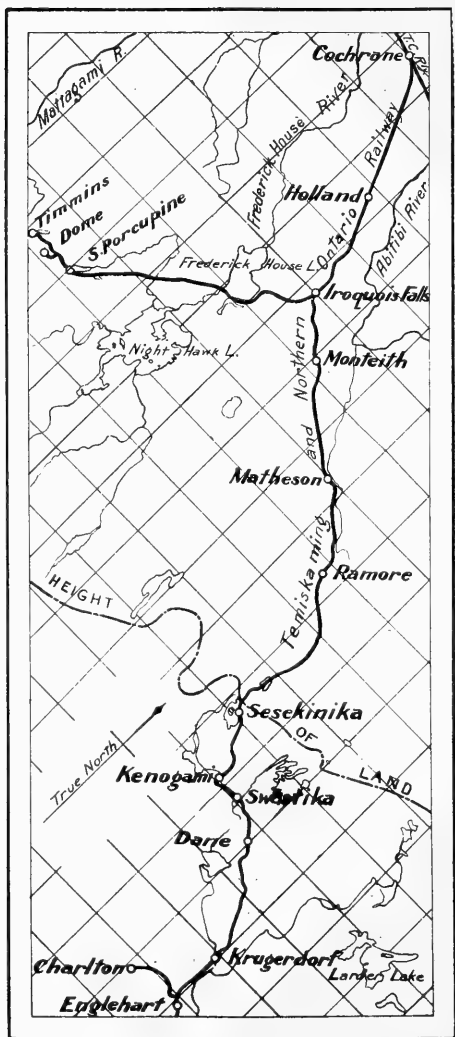 Cochrane
T.C. Rly.
Mattagami R.
Frederick House River
Railway
Holland
Abitibi River
Timmins
Dome
S. Porcupine
Frederick House L.
Ontario
Iroquois Falls
Night Hawk L.
Northern
Monteith
and
Matheson
Temiskaming
Ramore
HEIGHT
Sesekinika
OF
LAND
True North
Kenogami
Swastika
Dane
Krugerdorf
Charlton
Larder Lake
Englehart